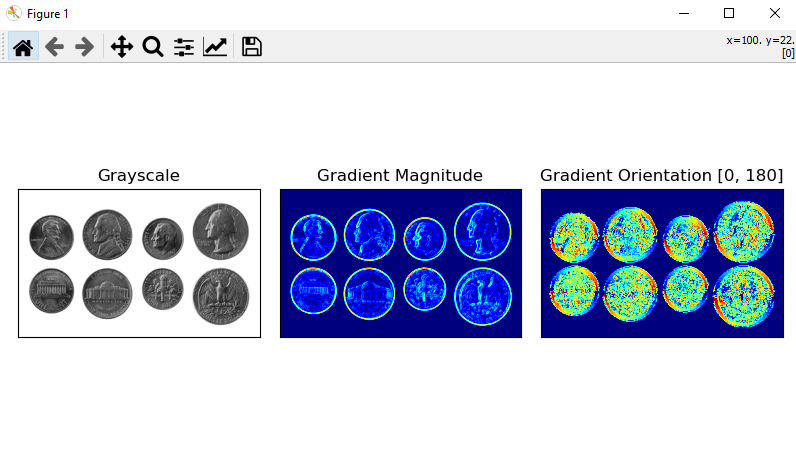 Figure 1
x=100. y=22.
[0]
Grayscale
Gradient Magnitude
Gradient Orientation [0, 180]